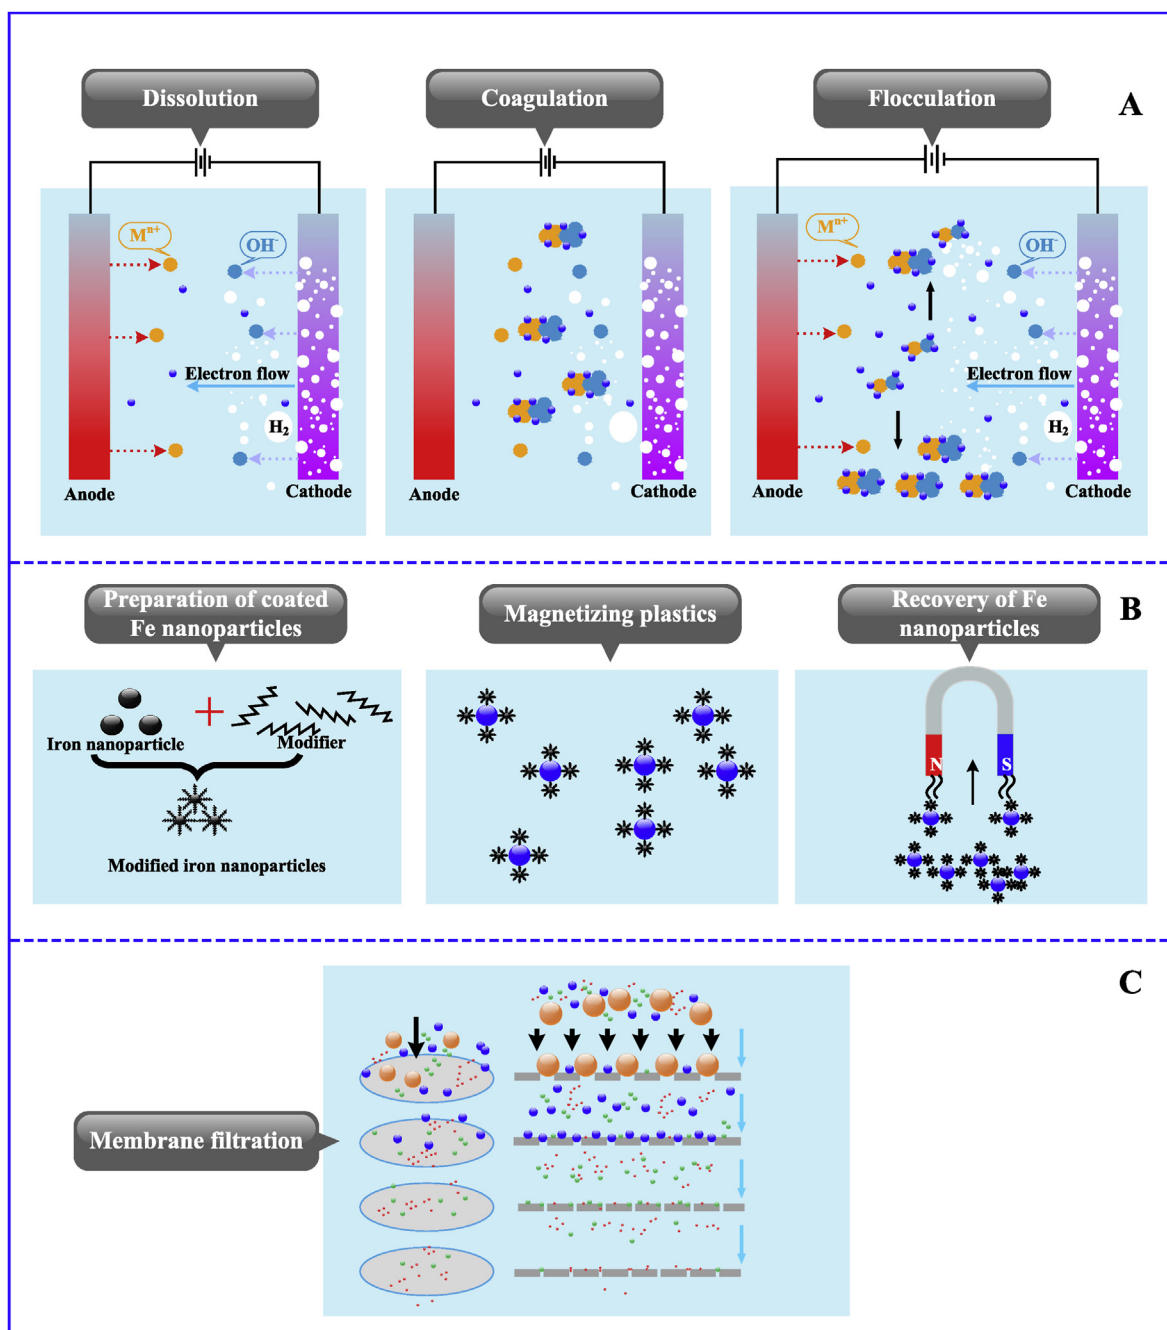 A
Dissolution
Coagulation
Flocculation
Mⁿ⁺
OH⁻
Electron flow
H₂
Anode
Cathode
Anode
Cathode
Mⁿ⁺
OH⁻
Electron flow
H₂
Anode
Cathode
B
Preparation of coated
Fe nanoparticles
Magnetizing plastics
Recovery of Fe
nanoparticles
Iron nanoparticle
Modifier
Modified iron nanoparticles
N
S
C
Membrane filtration